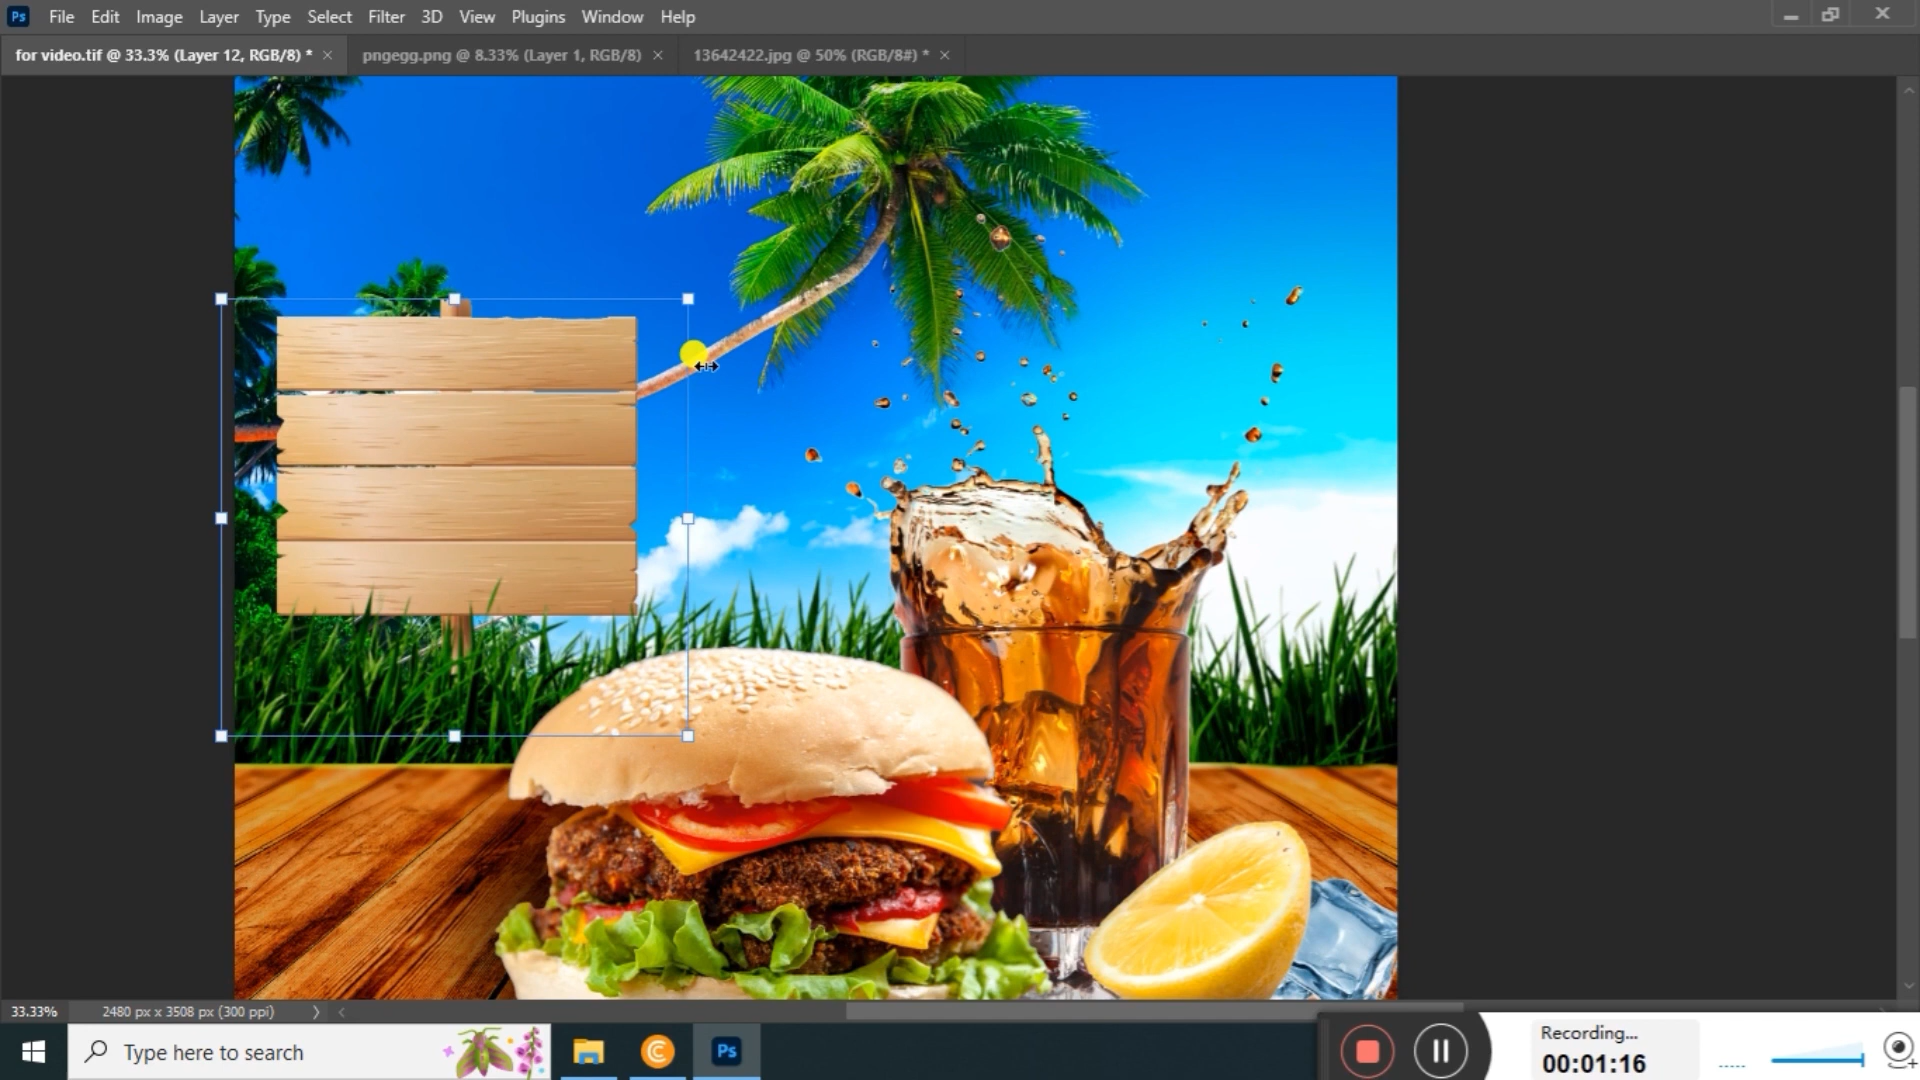 Ps File Edit Image Layer Type Select Filter 3D View Plugins Window Help
for video.tif @ 33.3% (Layer 12, RGB/8) * × pngegg.png @ 8.33% (Layer 1, RGB/8) × 13642422.jpg @ 50% (RGB/8#) * ×
33.33% 2480 px x 3508 px (300 ppi)
Type here to search
Ps
Recording...
00:01:16